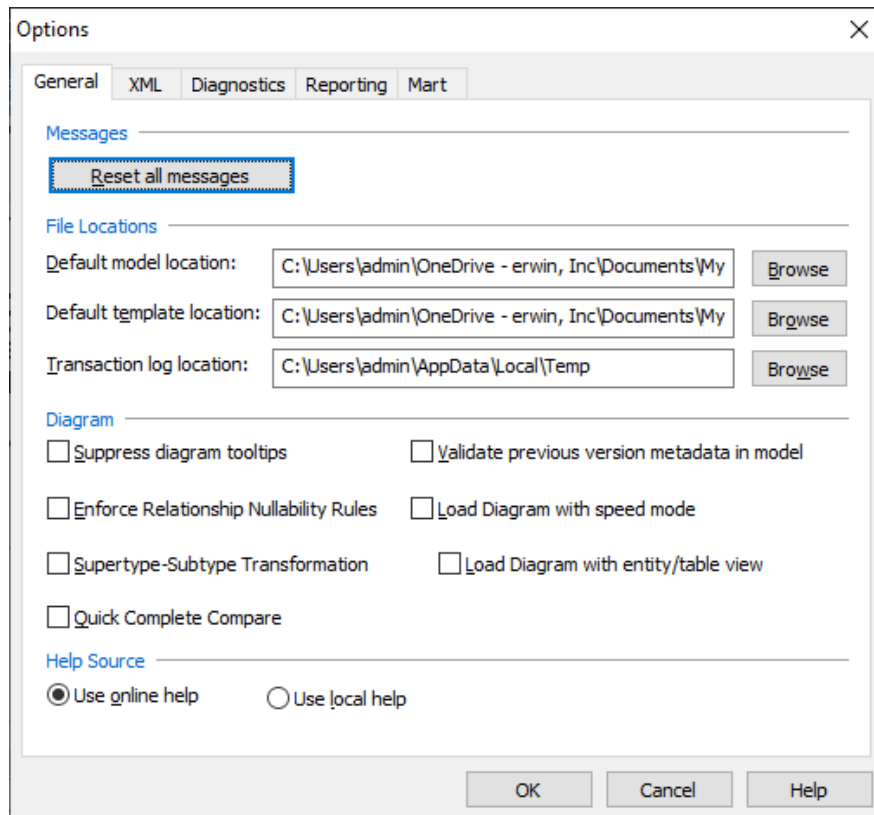 Options
General XML Diagnostics Reporting Mart
Messages
Reset all messages
File Locations
Default model location: C:\Users\admin\OneDrive - erwin, Inc\Documents\My Browse
Default template location: C:\Users\admin\OneDrive - erwin, Inc\Documents\My Browse
Transaction log location: C:\Users\admin\AppData\Local\Temp Browse
Diagram
Suppress diagram tooltips Validate previous version metadata in model
Enforce Relationship Nullability Rules Load Diagram with speed mode
Supertype-Subtype Transformation Load Diagram with entity/table view
Quick Complete Compare
Help Source
Use online help Use local help
OK Cancel Help